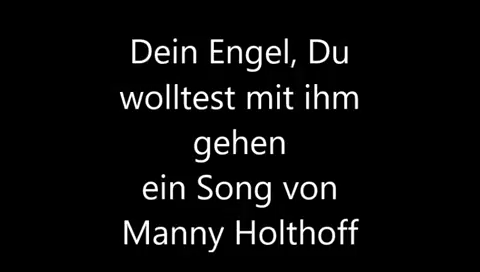 Dein Engel, Du
wolltest mit ihm
gehen
ein Song von
Manny Holthoff